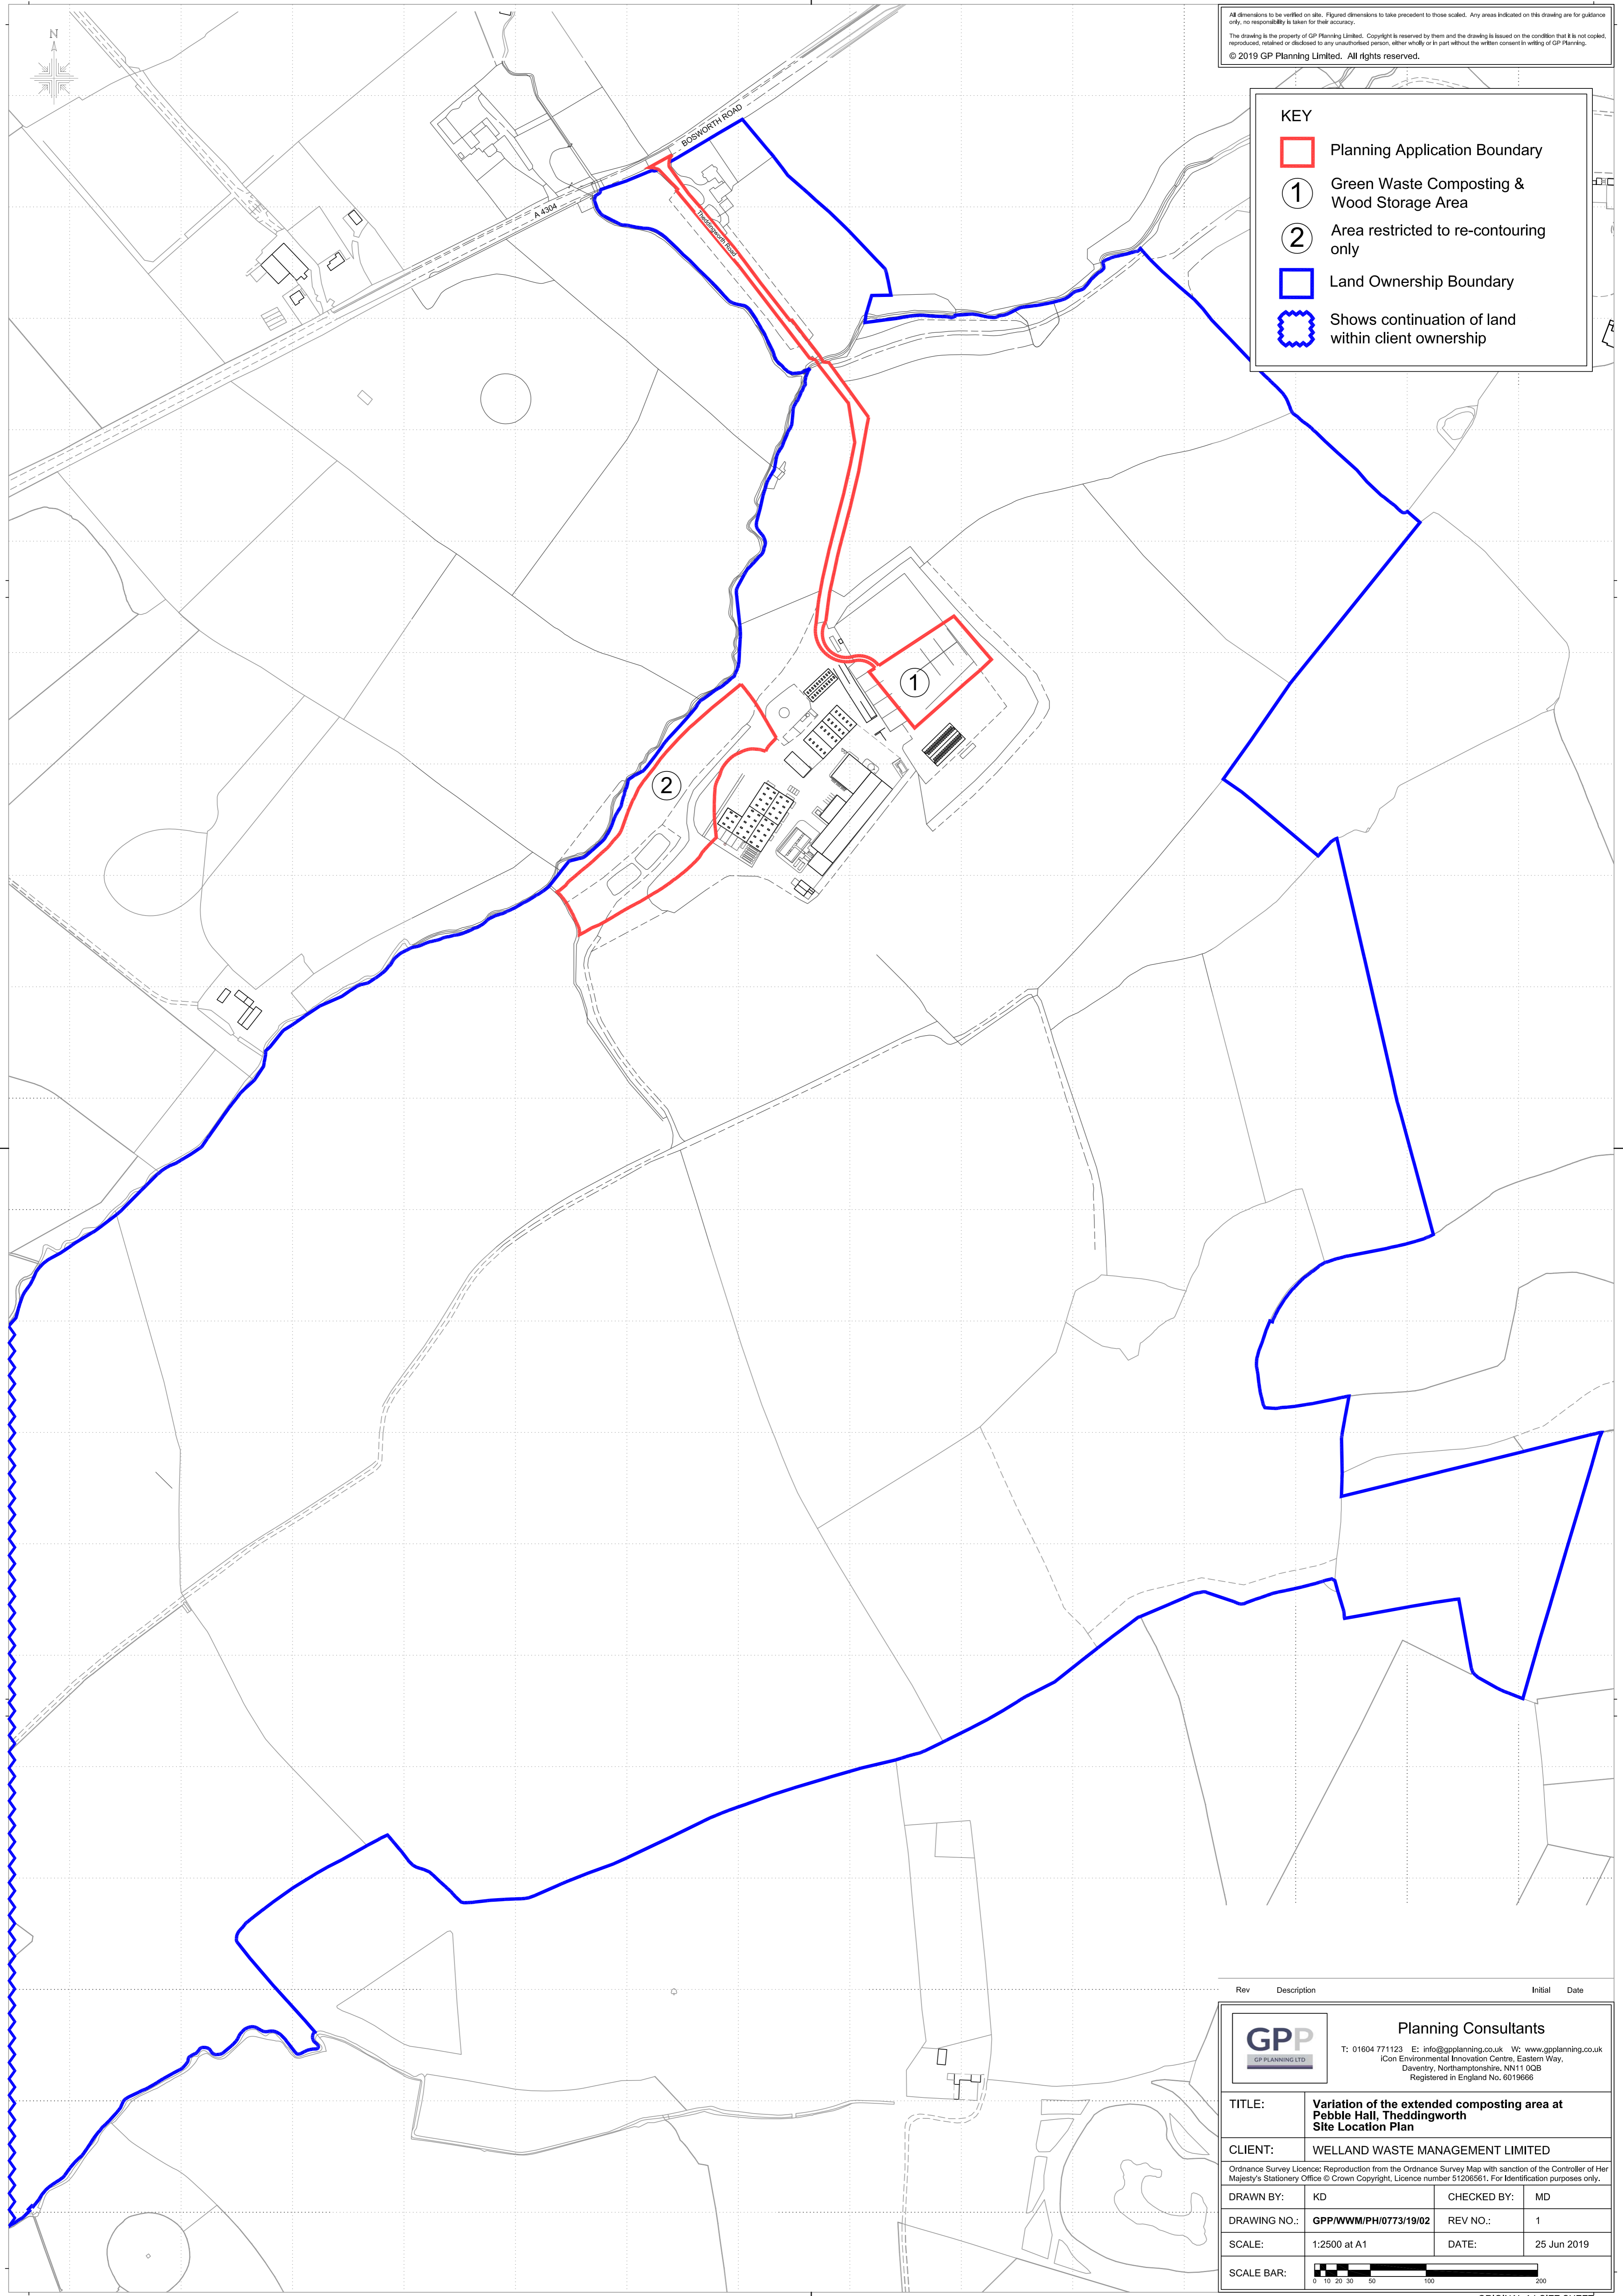 All dimensions to be verified on site. Figured dimensions to take precedent to those scaled. Any areas indicated on this drawing are for guidance
only, no responsibility is taken for their accuracy.
The drawing is the property of GP Planning Limited. Copyright is reserved by them and the drawing is issued on the condition that it is not copied,
reproduced, retained or disclosed to any unauthorised person, either wholly or in part without the written consent in writing of GP Planning.
© 2019 GP Planning Limited. All rights reserved.
N
KEY
Planning Application Boundary
1
Green Waste Composting &
Wood Storage Area
2
Area restricted to re-contouring
only
Land Ownership Boundary
Shows continuation of land
within client ownership
BOSWORTH ROAD
A 4304
Theddingworth Road
1
2
Rev Description Initial Date
GPP
GP PLANNING LTD
Planning Consultants
T: 01604 771123 E: info@gpplanning.co.uk W: www.gpplanning.co.uk
iCon Environmental Innovation Centre, Eastern Way,
Daventry, Northamptonshire. NN11 0QB
Registered in England No. 6019666
TITLE: Variation of the extended composting area at
Pebble Hall, Theddingworth
Site Location Plan
CLIENT: WELLAND WASTE MANAGEMENT LIMITED
Ordnance Survey Licence: Reproduction from the Ordnance Survey Map with sanction of the Controller of Her
Majesty's Stationery Office © Crown Copyright, Licence number 51206561. For Identification purposes only.
DRAWN BY: KD CHECKED BY: MD
DRAWING NO.: GPP/WWM/PH/0773/19/02 REV NO.: 1
SCALE: 1:2500 at A1 DATE: 25 Jun 2019
SCALE BAR:
0 10 20 30 50 100 200